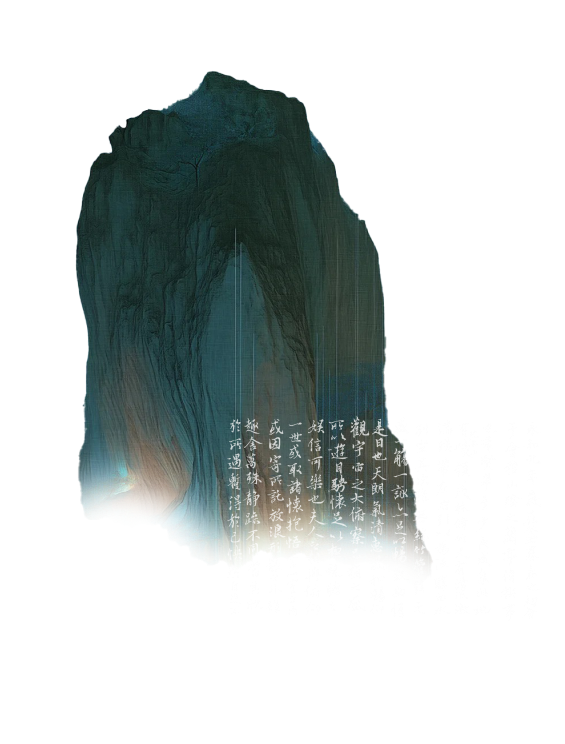 觴一詠亦足以暢
是日也天朗氣清
觀宇宙之大俯察
所以遊目騁懷足以
娛信可樂也夫人
一世或取諸懷抱悟
或因寄所託放浪
趣舍萬殊靜躁不同
於所遇暫得於己